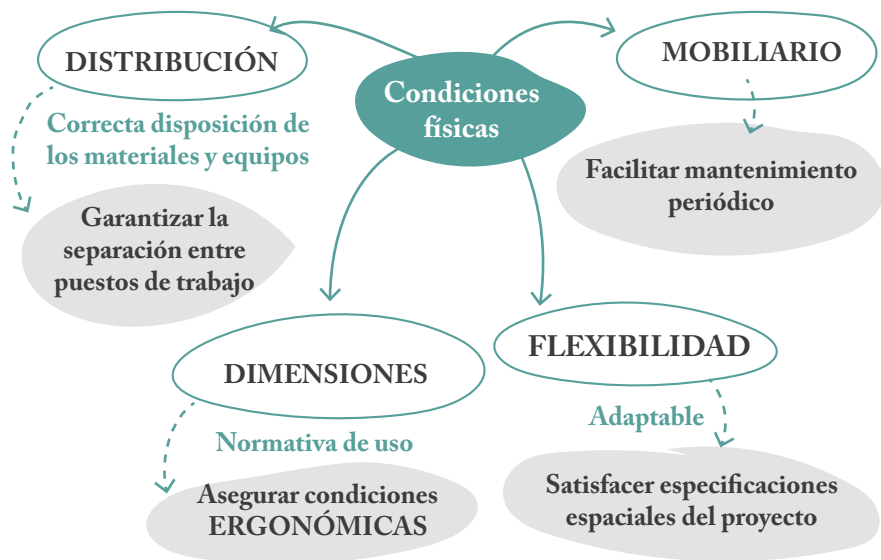 Condiciones
físicas
DISTRIBUCIÓN
Correcta disposición de
los materiales y equipos
Garantizar la
separación entre
puestos de trabajo
MOBILIARIO
Facilitar mantenimiento
periódico
DIMENSIONES
Normativa de uso
Asegurar condiciones
ERGONÓMICAS
FLEXIBILIDAD
Adaptable
Satisfacer especificaciones
espaciales del proyecto